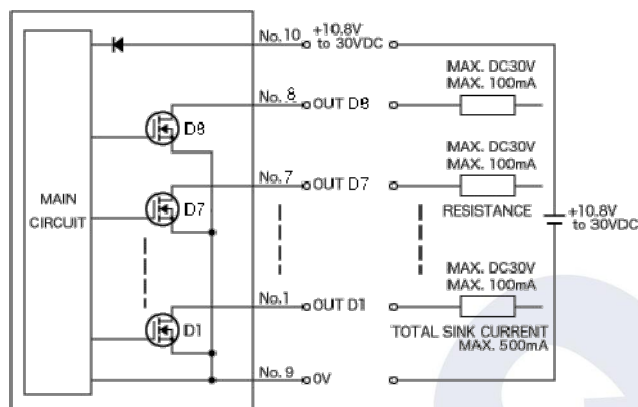 No. 10
+10.8V
to 30VDC
MAX. DC30V
MAX. 100mA
No. 8
OUT D8
D8
MAX. DC30V
MAX. 100mA
No. 7
OUT D7
D7
MAIN
CIRCUIT
RESISTANCE
+10.8V
to 30VDC
MAX. DC30V
MAX. 100mA
No. 1
OUT D1
D1
TOTAL SINK CURRENT
MAX. 500mA
No. 9
0V